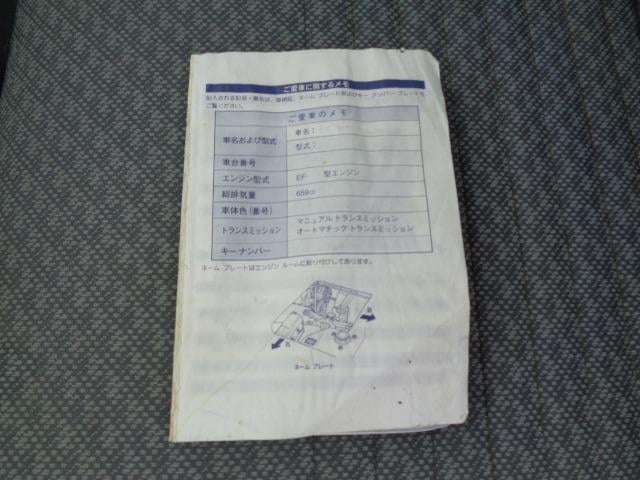 ご愛車に関するメモ
記入される記号・番号は、車検証、ネーム プレートおよびキー ナンバー プレートを
ご覧ください。
ご愛車のメモ
車名および型式
車名：
型式：
車台番号
エンジン型式 EF- 型エンジン
総排気量 659cc
車体色（番号）
トランスミッション
マニュアル トランスミッション
オートマチック トランスミッション
キーナンバー
ネーム プレートはエンジン ルームに貼り付けしてあります。
ネーム プレート